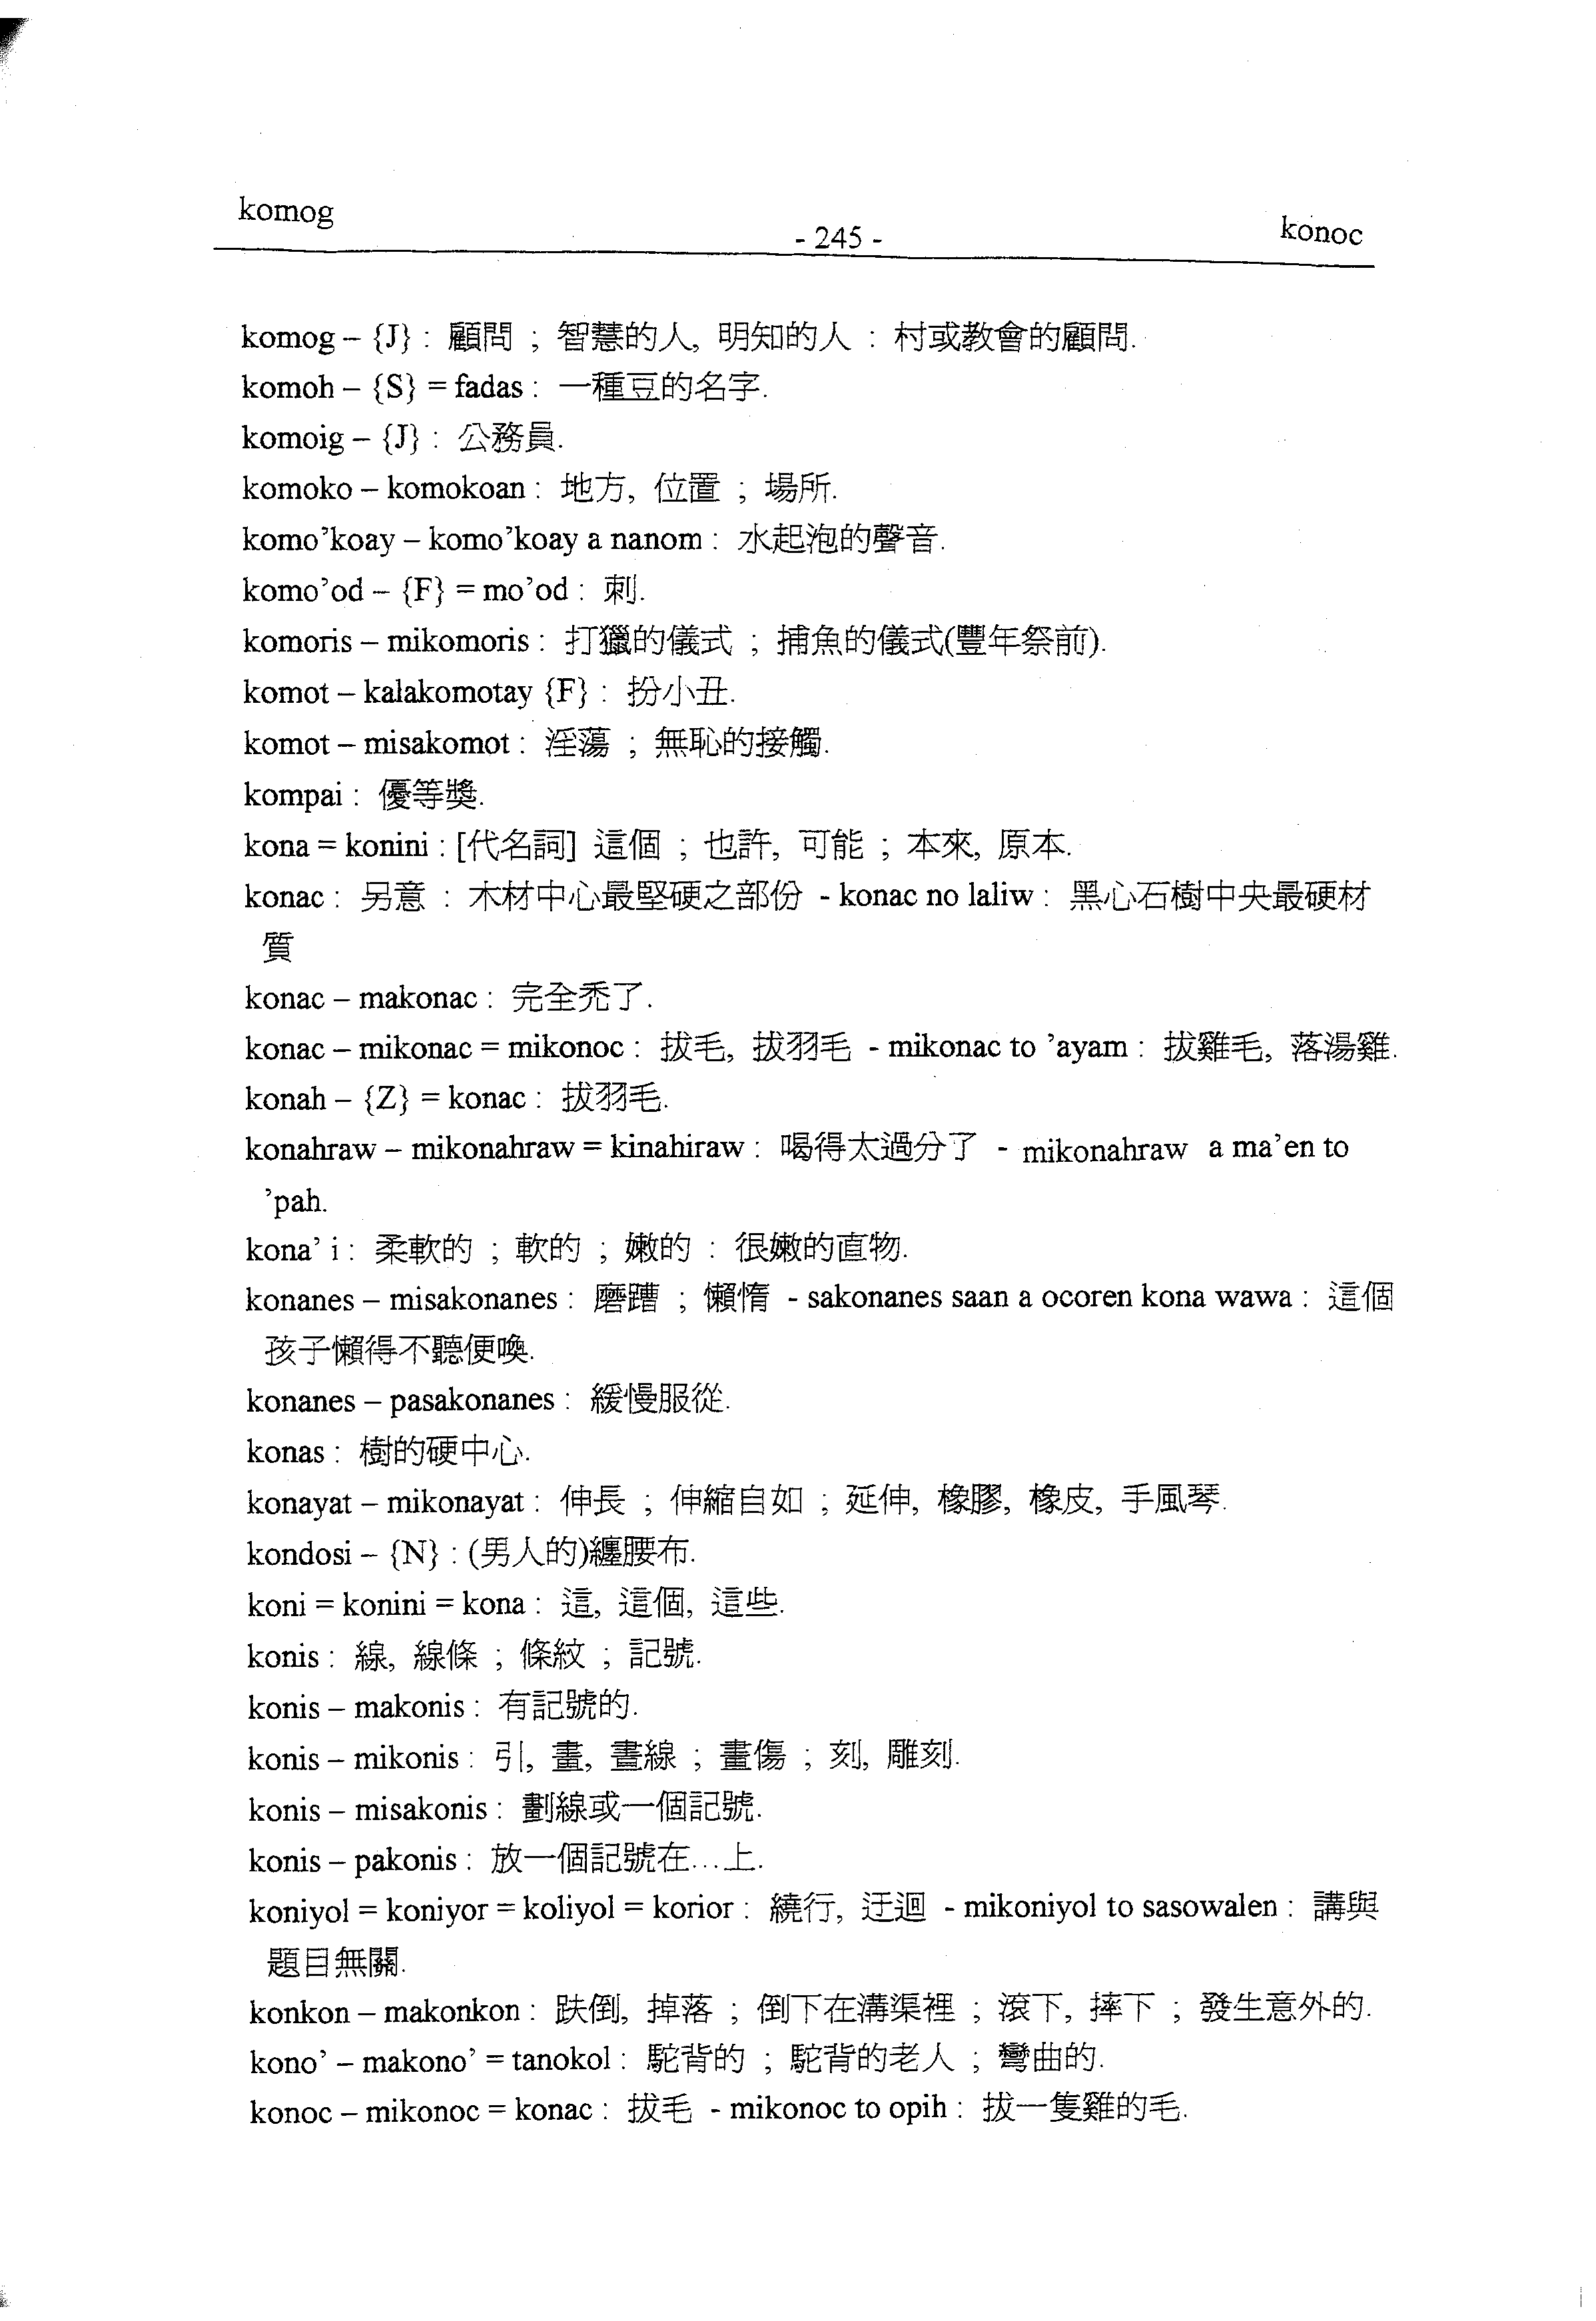 komog
- 245 -
konoc
komog – {J} : 顧問 ; 智慧的人, 明知的人 : 村或教會的顧問.
komoh – {S} = fadas : 一種豆的名字.
komoig – {J} : 公務員.
komoko – komokoan : 地方, 位置 ; 場所.
komo’koay – komo’koay a nanom : 水起泡的聲音.
komo’od – {F} = mo’od : 刺.
komoris – mikomoris : 打獵的儀式 ; 捕魚的儀式(豐年祭前).
komot – kalakomotay {F} : 扮小丑.
komot – misakomot : 淫蕩 ; 無恥的接觸.
kompai : 優等獎.
kona = konini : [代名詞] 這個 ; 也許, 可能 ; 本來, 原本.
konac : 另意 : 木材中心最堅硬之部份 - konac no laliw : 黑心石樹中央最硬材
質
konac – makonac : 完全禿了.
konac – mikonac = mikonoc : 拔毛, 拔羽毛 - mikonac to ’ayam : 拔雞毛, 落湯雞.
konah – {Z} = konac : 拔羽毛.
konahraw – mikonahraw = kinahiraw : 喝得太過分了 - mikonahraw a ma’en to
’pah.
kona’ i : 柔軟的 ; 軟的 ; 嫩的 : 很嫩的直物.
konanes – misakonanes : 磨蹧 ; 懶惰 - sakonanes saan a ocoren kona wawa : 這個
孩子懶得不聽便喚.
konanes – pasakonanes : 緩慢服從.
konas : 樹的硬中心.
konayat – mikonayat : 伸長 ; 伸縮自如 ; 延伸, 橡膠, 橡皮, 手風琴.
kondosi – {N} : (男人的)纏腰布.
koni = konini = kona : 這, 這個, 這些.
konis : 線, 線條 ; 條紋 ; 記號.
konis – makonis : 有記號的.
konis – mikonis : 引, 畫, 晝線 ; 畫傷 ; 刻, 雕刻.
konis – misakonis : 劃線或一個記號.
konis – pakonis : 放一個記號在…上.
koniyol = koniyor = koliyol = korior : 繞行, 迂迴 - mikoniyol to sasowalen : 講與
題目無關.
konkon – makonkon : 跌倒, 掉落 ; 倒下在溝渠裡 ; 滾下, 摔下 ; 發生意外的.
kono’ – makono’ = tanokol : 駝背的 ; 駝背的老人 ; 彎曲的.
konoc – mikonoc = konac : 拔毛 - mikonoc to opih : 拔一隻雞的毛.